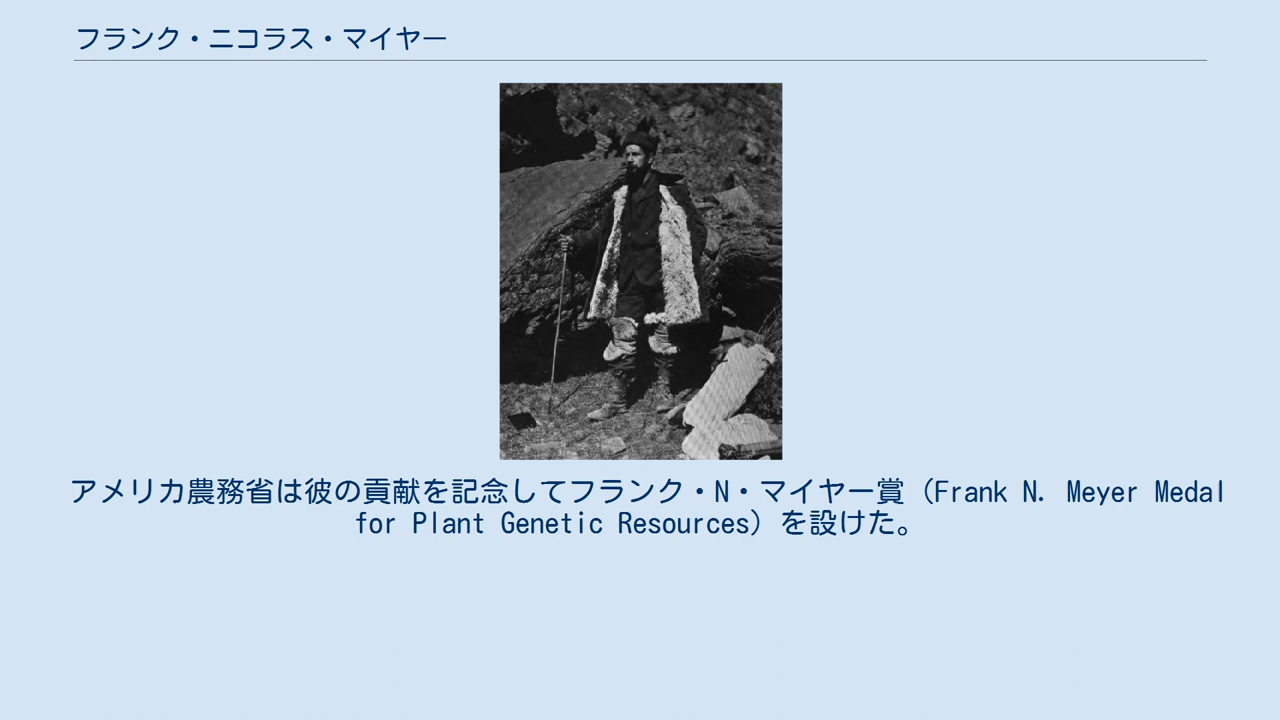 フランク・ニコラス・マイヤー
アメリカ農務省は彼の貢献を記念してフランク・N・マイヤー賞（Frank N. Meyer Medal
for Plant Genetic Resources）を設けた。